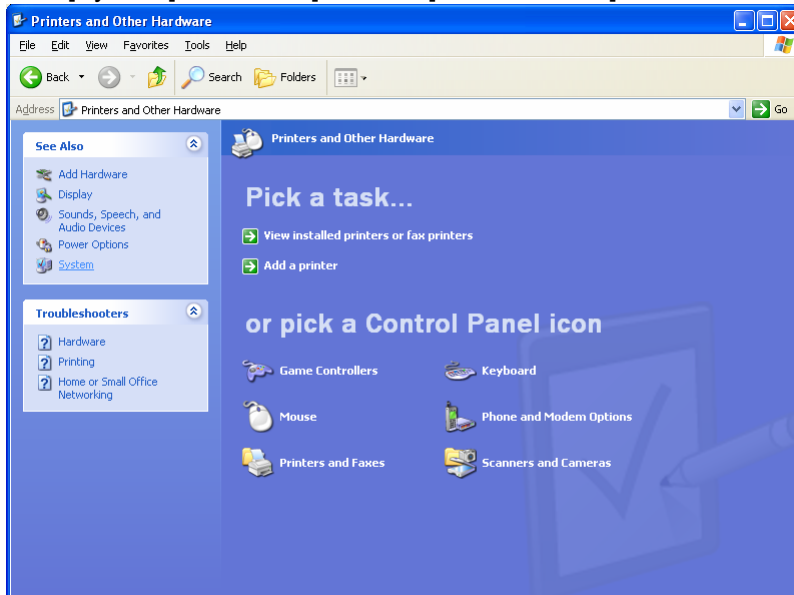 Printers and Other Hardware
File Edit View Favorites Tools Help
Back Search Folders
Address Printers and Other Hardware Go
See Also
Add Hardware
Display
Sounds, Speech, and
Audio Devices
Power Options
System
Troubleshooters
Hardware
Printing
Home or Small Office
Networking
Printers and Other Hardware
Pick a task...
View installed printers or fax printers
Add a printer
or pick a Control Panel icon
Game Controllers Keyboard
Mouse Phone and Modem Options
Printers and Faxes Scanners and Cameras